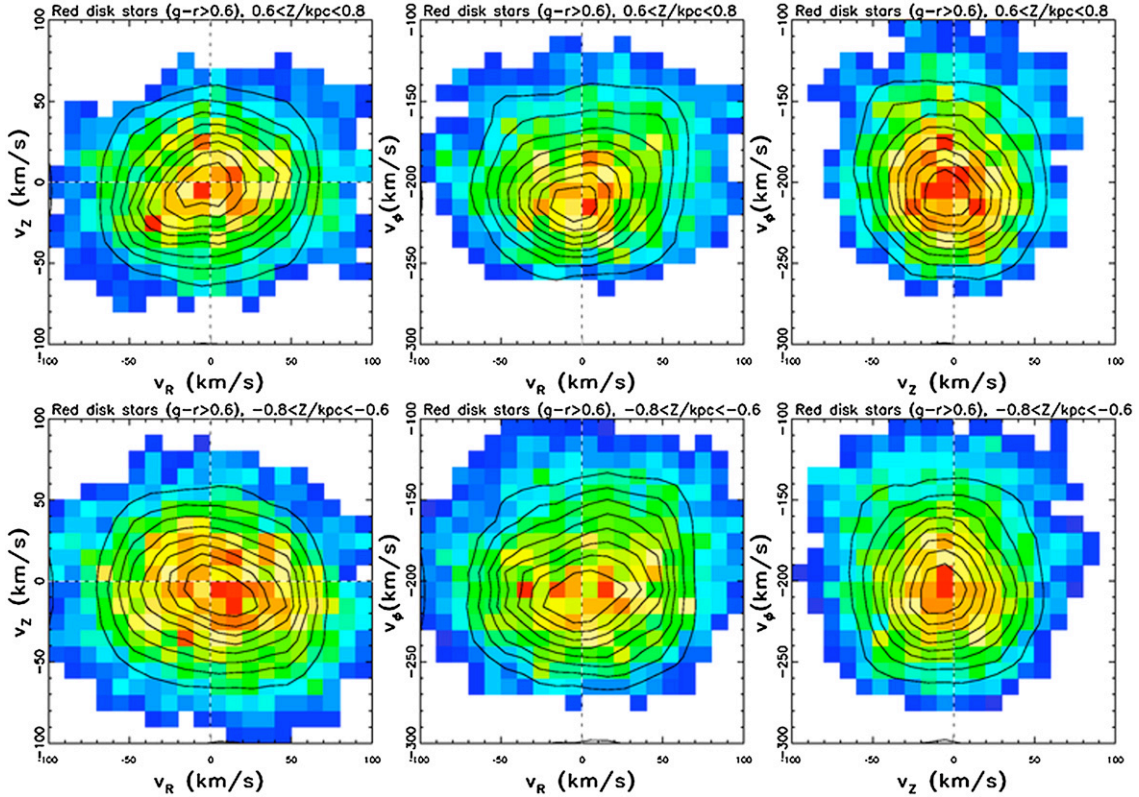 Red disk stars (g-r>0.6), 0.6<Z/kpc<0.8
Red disk stars (g-r>0.6), 0.6<Z/kpc<0.8
Red disk stars (g-r>0.6), 0.6<Z/kpc<0.8
100
50
0
-50
-100
v_Z (km/s)
-100
-150
-200
-250
-300
v_ϕ (km/s)
-100
-150
-200
-250
-300
v_ϕ (km/s)
-100 -50 0 50 100
-100 -50 0 50 100
-100 -50 0 50 100
v_R (km/s)
v_R (km/s)
v_Z (km/s)
Red disk stars (g-r>0.6), -0.8<Z/kpc<-0.6
Red disk stars (g-r>0.6), -0.8<Z/kpc<-0.6
Red disk stars (g-r>0.6), -0.8<Z/kpc<-0.6
100
50
0
-50
-100
v_Z (km/s)
-100
-150
-200
-250
-300
v_ϕ (km/s)
-100
-150
-200
-250
-300
v_ϕ (km/s)
-100 -50 0 50 100
-100 -50 0 50 100
-100 -50 0 50 100
v_R (km/s)
v_R (km/s)
v_Z (km/s)